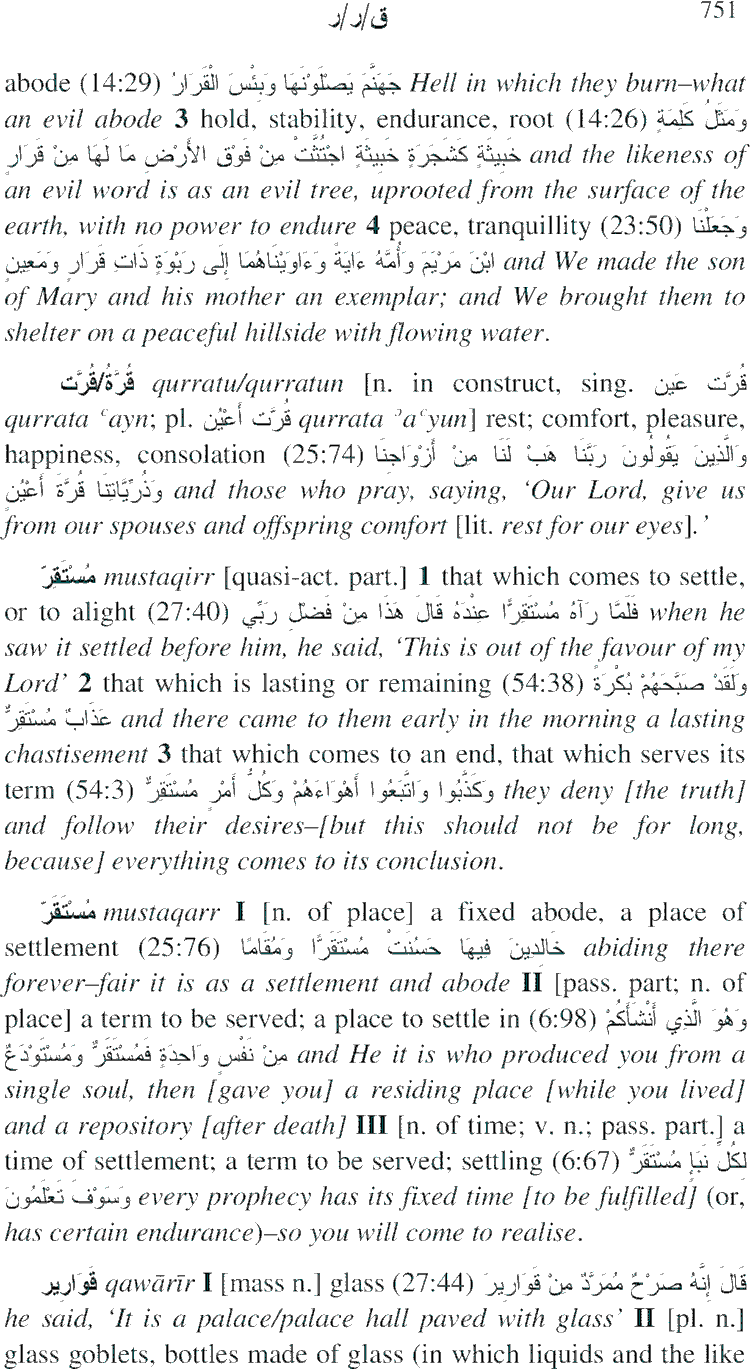 ق/ر/ر 751
abode (14:29) جَهَنَّمَ يَصْلَوْنَهَا وَبِئْسَ الْقَرَارُ Hell in which they burn–what
an evil abode 3 hold, stability, endurance, root (14:26) وَمَثَلُ كَلِمَةٍ
خَبِيثَةٍ كَشَجَرَةٍ خَبِيثَةٍ اجْتُثَّتْ مِنْ فَوْقِ الأَرْضِ مَا لَهَا مِنْ قَرَارٍ and the likeness of
an evil word is as an evil tree, uprooted from the surface of the
earth, with no power to endure 4 peace, tranquillity (23:50) وَجَعَلْنَا
ابْنَ مَرْيَمَ وَأُمَّهُ ءَايَةً وَءَاوَيْنَاهُمَا إِلَى رَبْوَةٍ ذَاتِ قَرَارٍ وَمَعِينٍ and We made the son
of Mary and his mother an exemplar; and We brought them to
shelter on a peaceful hillside with flowing water.
قُرَّةُ/قُرَّت qurratu/qurratun [n. in construct, sing. قُرَّت عَين
qurrata ʿayn; pl. قُرَّت أَعْيُن qurrata ʾaʿyun] rest; comfort, pleasure,
happiness, consolation (25:74) وَالَّذِينَ يَقُولُونَ رَبَّنَا هَبْ لَنَا مِنْ أَزْوَاجِنَا
وَذُرِّيَّاتِنَا قُرَّةَ أَعْيُنٍ and those who pray, saying, ‘Our Lord, give us
from our spouses and offspring comfort [lit. rest for our eyes].’
مُسْتَقِرّ mustaqirr [quasi-act. part.] 1 that which comes to settle,
or to alight (27:40) فَلَمَّا رَآهُ مُسْتَقِرًّا عِنْدَهُ قَالَ هَذَا مِنْ فَضْلِ رَبِّي when he
saw it settled before him, he said, ‘This is out of the favour of my
Lord’ 2 that which is lasting or remaining (54:38) وَلَقَدْ صَبَّحَهُمْ بُكْرَةً
عَذَابٌ مُسْتَقِرٌّ and there came to them early in the morning a lasting
chastisement 3 that which comes to an end, that which serves its
term (54:3) وَكَذَّبُوا وَاتَّبَعُوا أَهْوَاءَهُمْ وَكُلُّ أَمْرٍ مُسْتَقِرٌّ they deny [the truth]
and follow their desires–[but this should not be for long,
because] everything comes to its conclusion.
مُسْتَقَرّ mustaqarr I [n. of place] a fixed abode, a place of
settlement (25:76) خَالِدِينَ فِيهَا حَسُنَتْ مُسْتَقَرًّا وَمُقَامًا abiding there
forever–fair it is as a settlement and abode II [pass. part; n. of
place] a term to be served; a place to settle in (6:98) وَهُوَ الَّذِي أَنْشَأَكُمْ
مِنْ نَفْسٍ وَاحِدَةٍ فَمُسْتَقَرٌّ وَمُسْتَوْدَعٌ and He it is who produced you from a
single soul, then [gave you] a residing place [while you lived]
and a repository [after death] III [n. of time; v. n.; pass. part.] a
time of settlement; a term to be served; settling (6:67) لِكُلِّ نَبَإٍ مُسْتَقَرٌّ
وَسَوْفَ تَعْلَمُونَ every prophecy has its fixed time [to be fulfilled] (or,
has certain endurance)–so you will come to realise.
قَوَارِير qawārīr I [mass n.] glass (27:44) قَالَ إِنَّهُ صَرْحٌ مُمَرَّدٌ مِنْ قَوَارِيرَ
he said, ‘It is a palace/palace hall paved with glass’ II [pl. n.]
glass goblets, bottles made of glass (in which liquids and the like